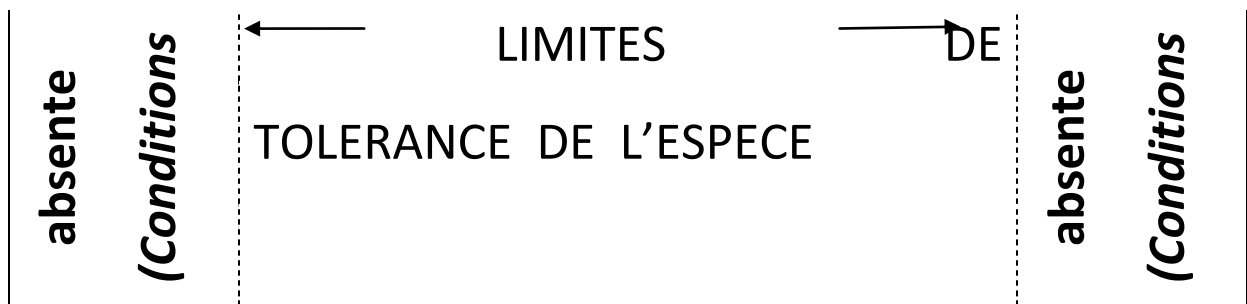 absente
(Conditions
LIMITES DE
TOLERANCE DE L’ESPECE
absente
(Conditions